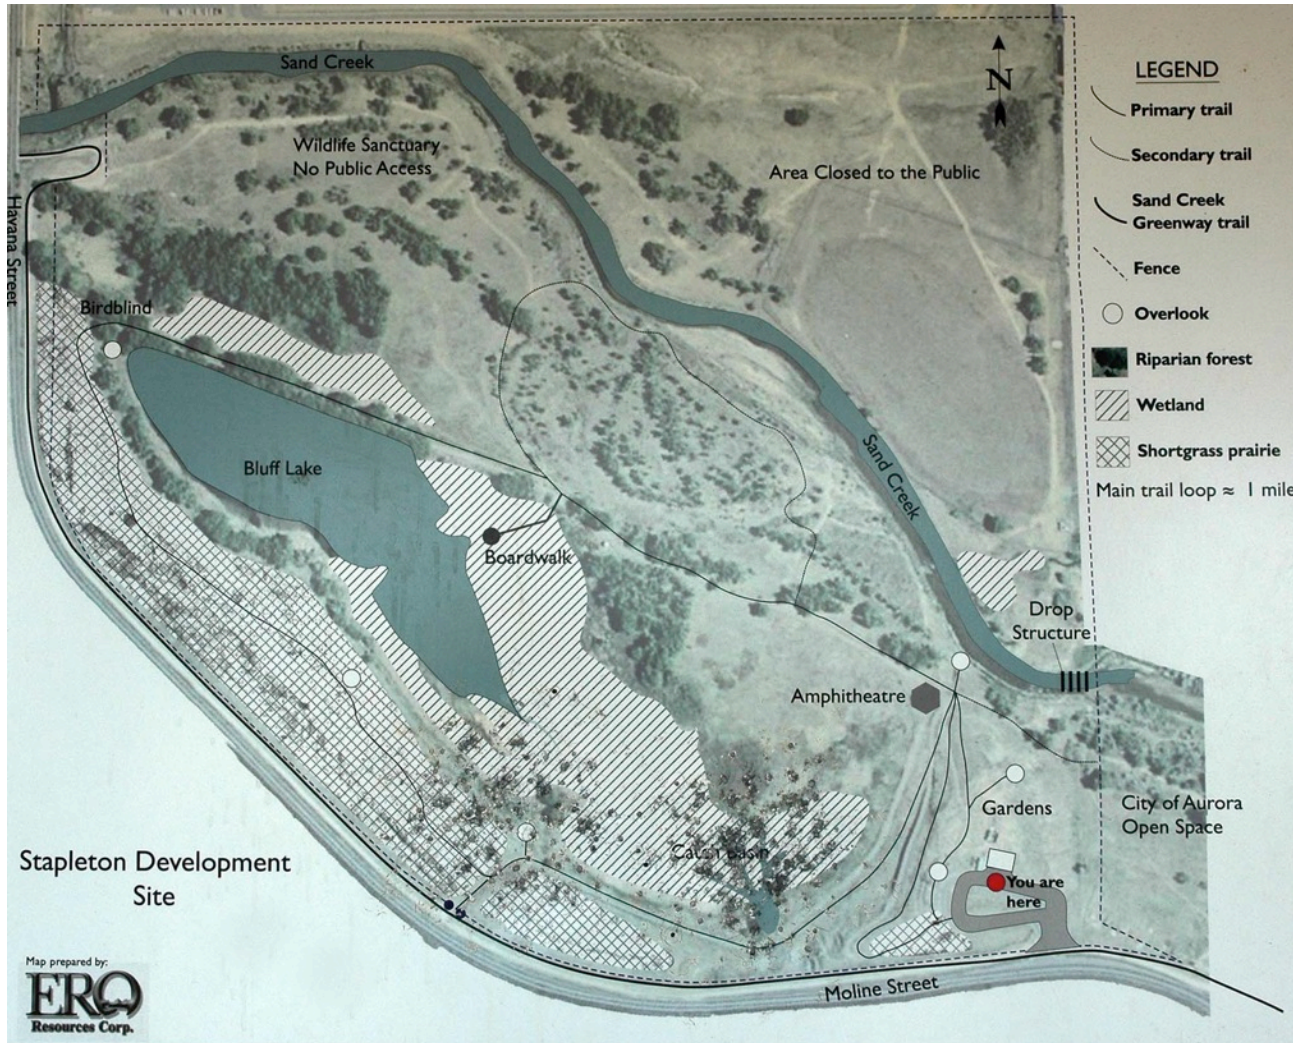 Sand Creek
N
LEGEND
Primary trail
Secondary trail
Sand Creek
Greenway trail
Fence
Overlook
Riparian forest
Wetland
Shortgrass prairie
Main trail loop ≈ 1 mile
Wildlife Sanctuary
No Public Access
Area Closed to the Public
Havana Street
Birdblind
Bluff Lake
Sand Creek
Boardwalk
Drop
Structure
Amphitheatre
Gardens
City of Aurora
Open Space
Catch Basin
You are
here
Stapleton Development
Site
Moline Street
Map prepared by:
ERO
Resources Corp.